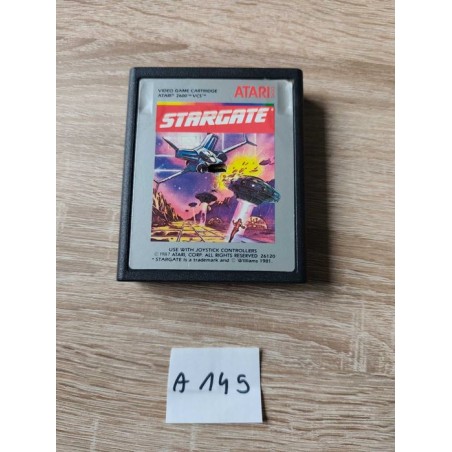 VIDEO GAME CARTRIDGE
ATARI 2600™ VCS™
ATARI
STARGATE*
USE WITH JOYSTICK CONTROLLERS
© 1987 ATARI, CORP. ALL RIGHTS RESERVED 26120
* STARGATE is a trademark and © Williams 1981.
A 145